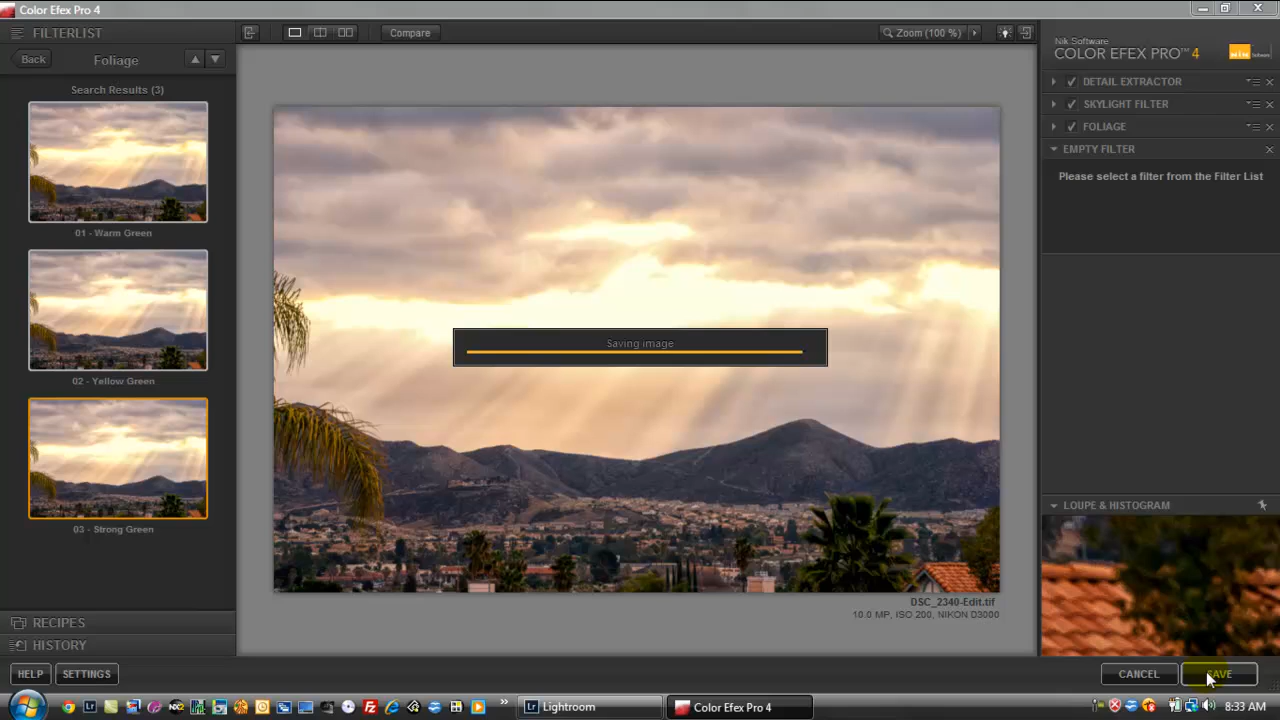 Color Efex Pro 4
FILTERLIST
Compare
Zoom (100 %)
Back
Foliage
Search Results (3)
01 - Warm Green
02 - Yellow Green
03 - Strong Green
RECIPES
HISTORY
HELP
SETTINGS
Saving image
DSC_2340-Edit.tif
10.0 MP, ISO 200, NIKON D3000
Nik Software
COLOR EFEX PRO™ 4
DETAIL EXTRACTOR
SKYLIGHT FILTER
FOLIAGE
EMPTY FILTER
Please select a filter from the Filter List
LOUPE & HISTOGRAM
CANCEL
SAVE
Lightroom
Color Efex Pro 4
8:33 AM